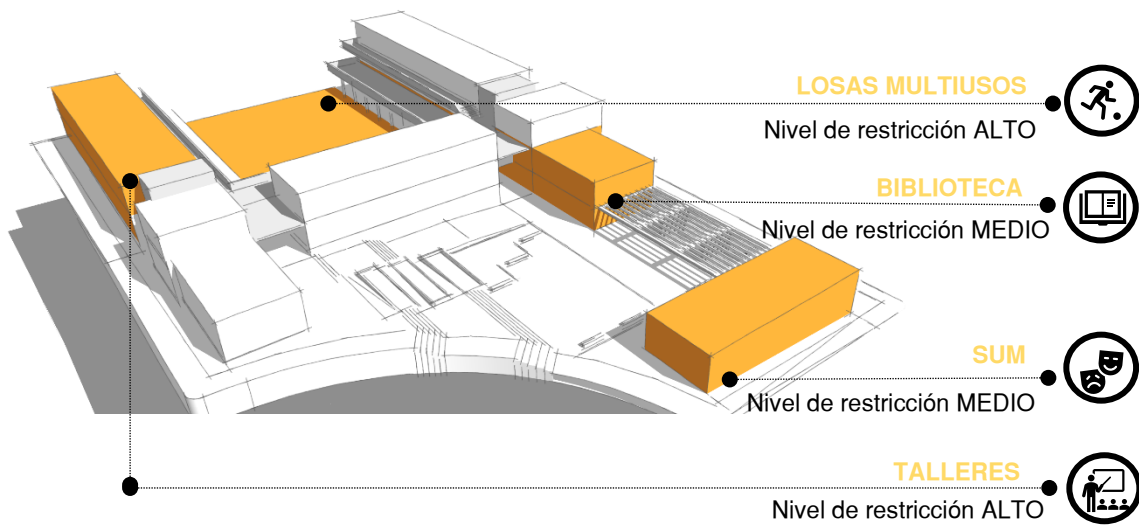 LOSAS MULTIUSOS
Nivel de restricción ALTO
BIBLIOTECA
Nivel de restricción MEDIO
SUM
Nivel de restricción MEDIO
TALLERES
Nivel de restricción ALTO